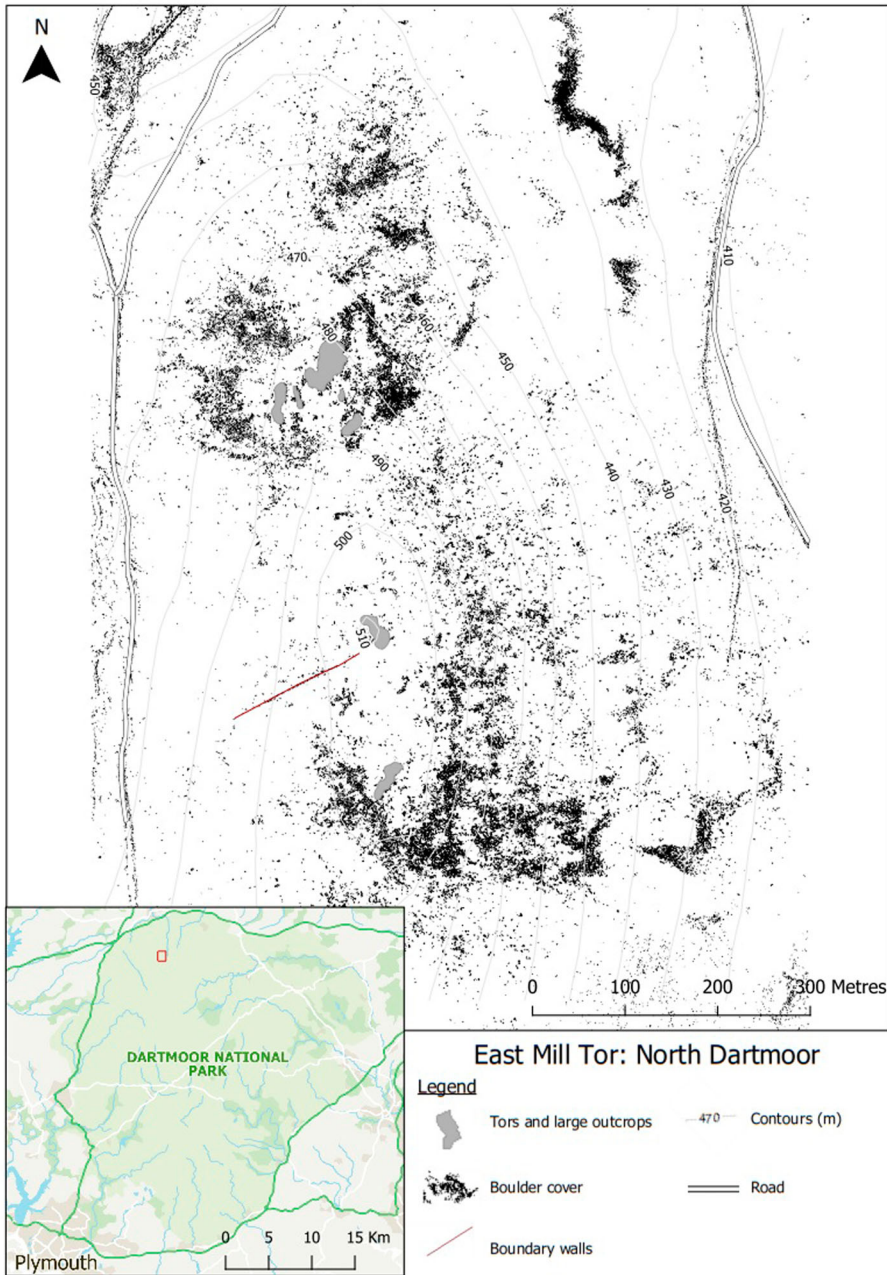 N
450
470
480
460
450
410
490
440
430
420
500
510
0 100 200 300 Metres
DARTMOOR NATIONAL
PARK
0 5 10 15 Km
Plymouth
East Mill Tor: North Dartmoor
Legend
Tors and large outcrops
470
Contours (m)
Boulder cover
Road
Boundary walls